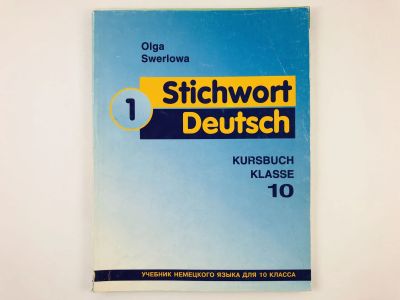 Olga
Swerlowa
1
Stichwort
Deutsch
KURSBUCH
KLASSE
10
УЧЕБНИК НЕМЕЦКОГО ЯЗЫКА ДЛЯ 10 КЛАССА